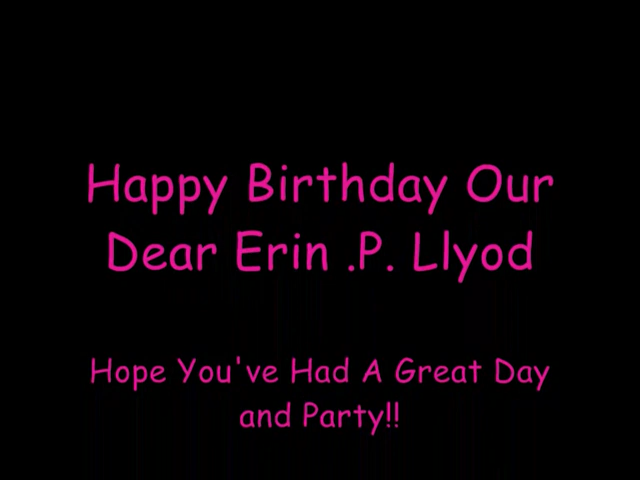 Happy Birthday Our
Dear Erin .P. Llyod
Hope You've Had A Great Day
and Party!!